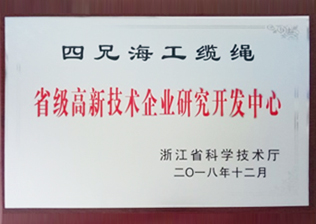 四兄海工缆绳
省级高新技术企业研究开发中心
浙江省科学技术厅
二〇一八年十二月